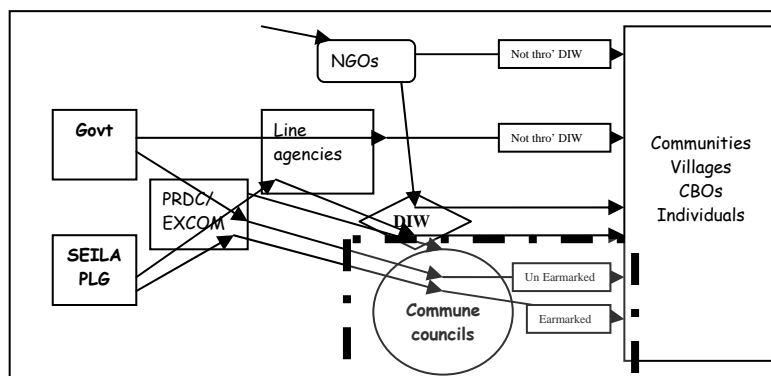 NGOs
Not thro' DIW
Govt
Line
agencies
Not thro' DIW
Communities
Villages
CBOs
Individuals
PRDC/
EXCOM
DIW
SEILA
PLG
Un Earmarked
Commune
councils
Earmarked